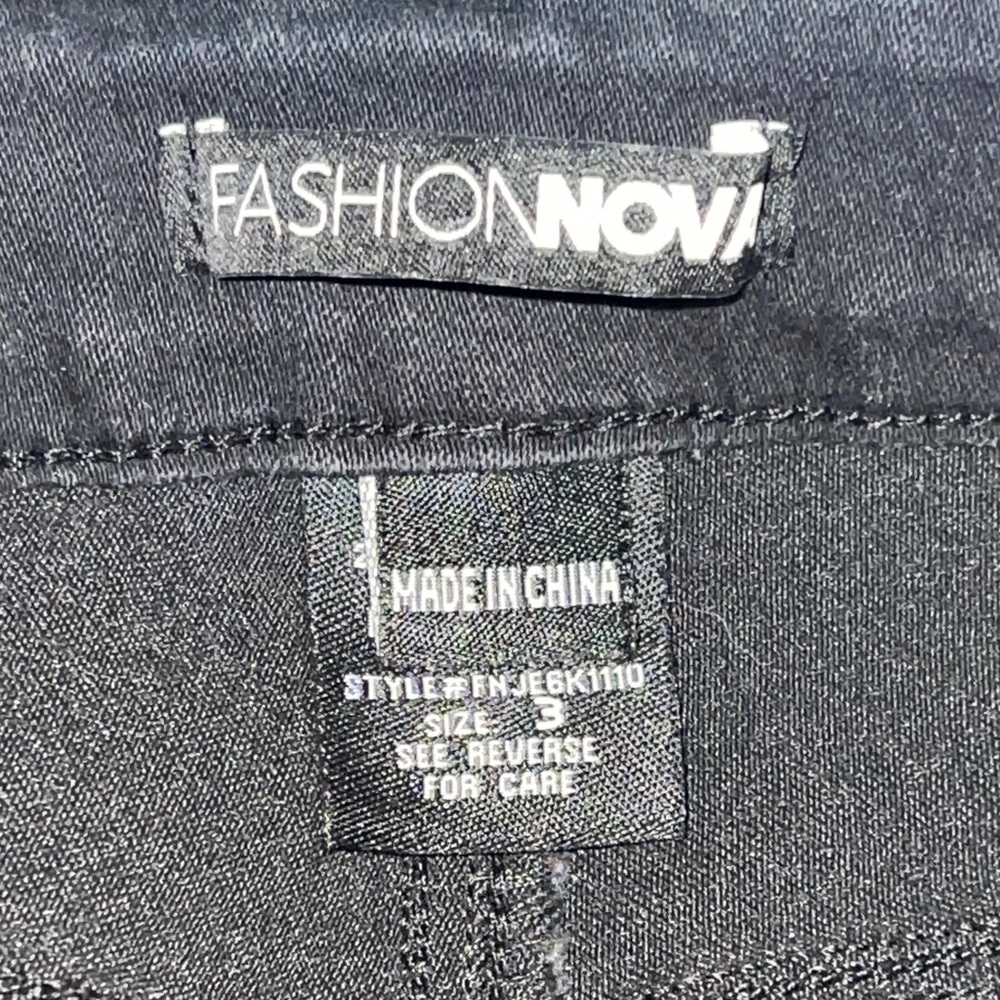 FASHIONNOVA
MADE IN CHINA
STYLE#FNJE6K1110
SIZE 3
SEE REVERSE
FOR CARE